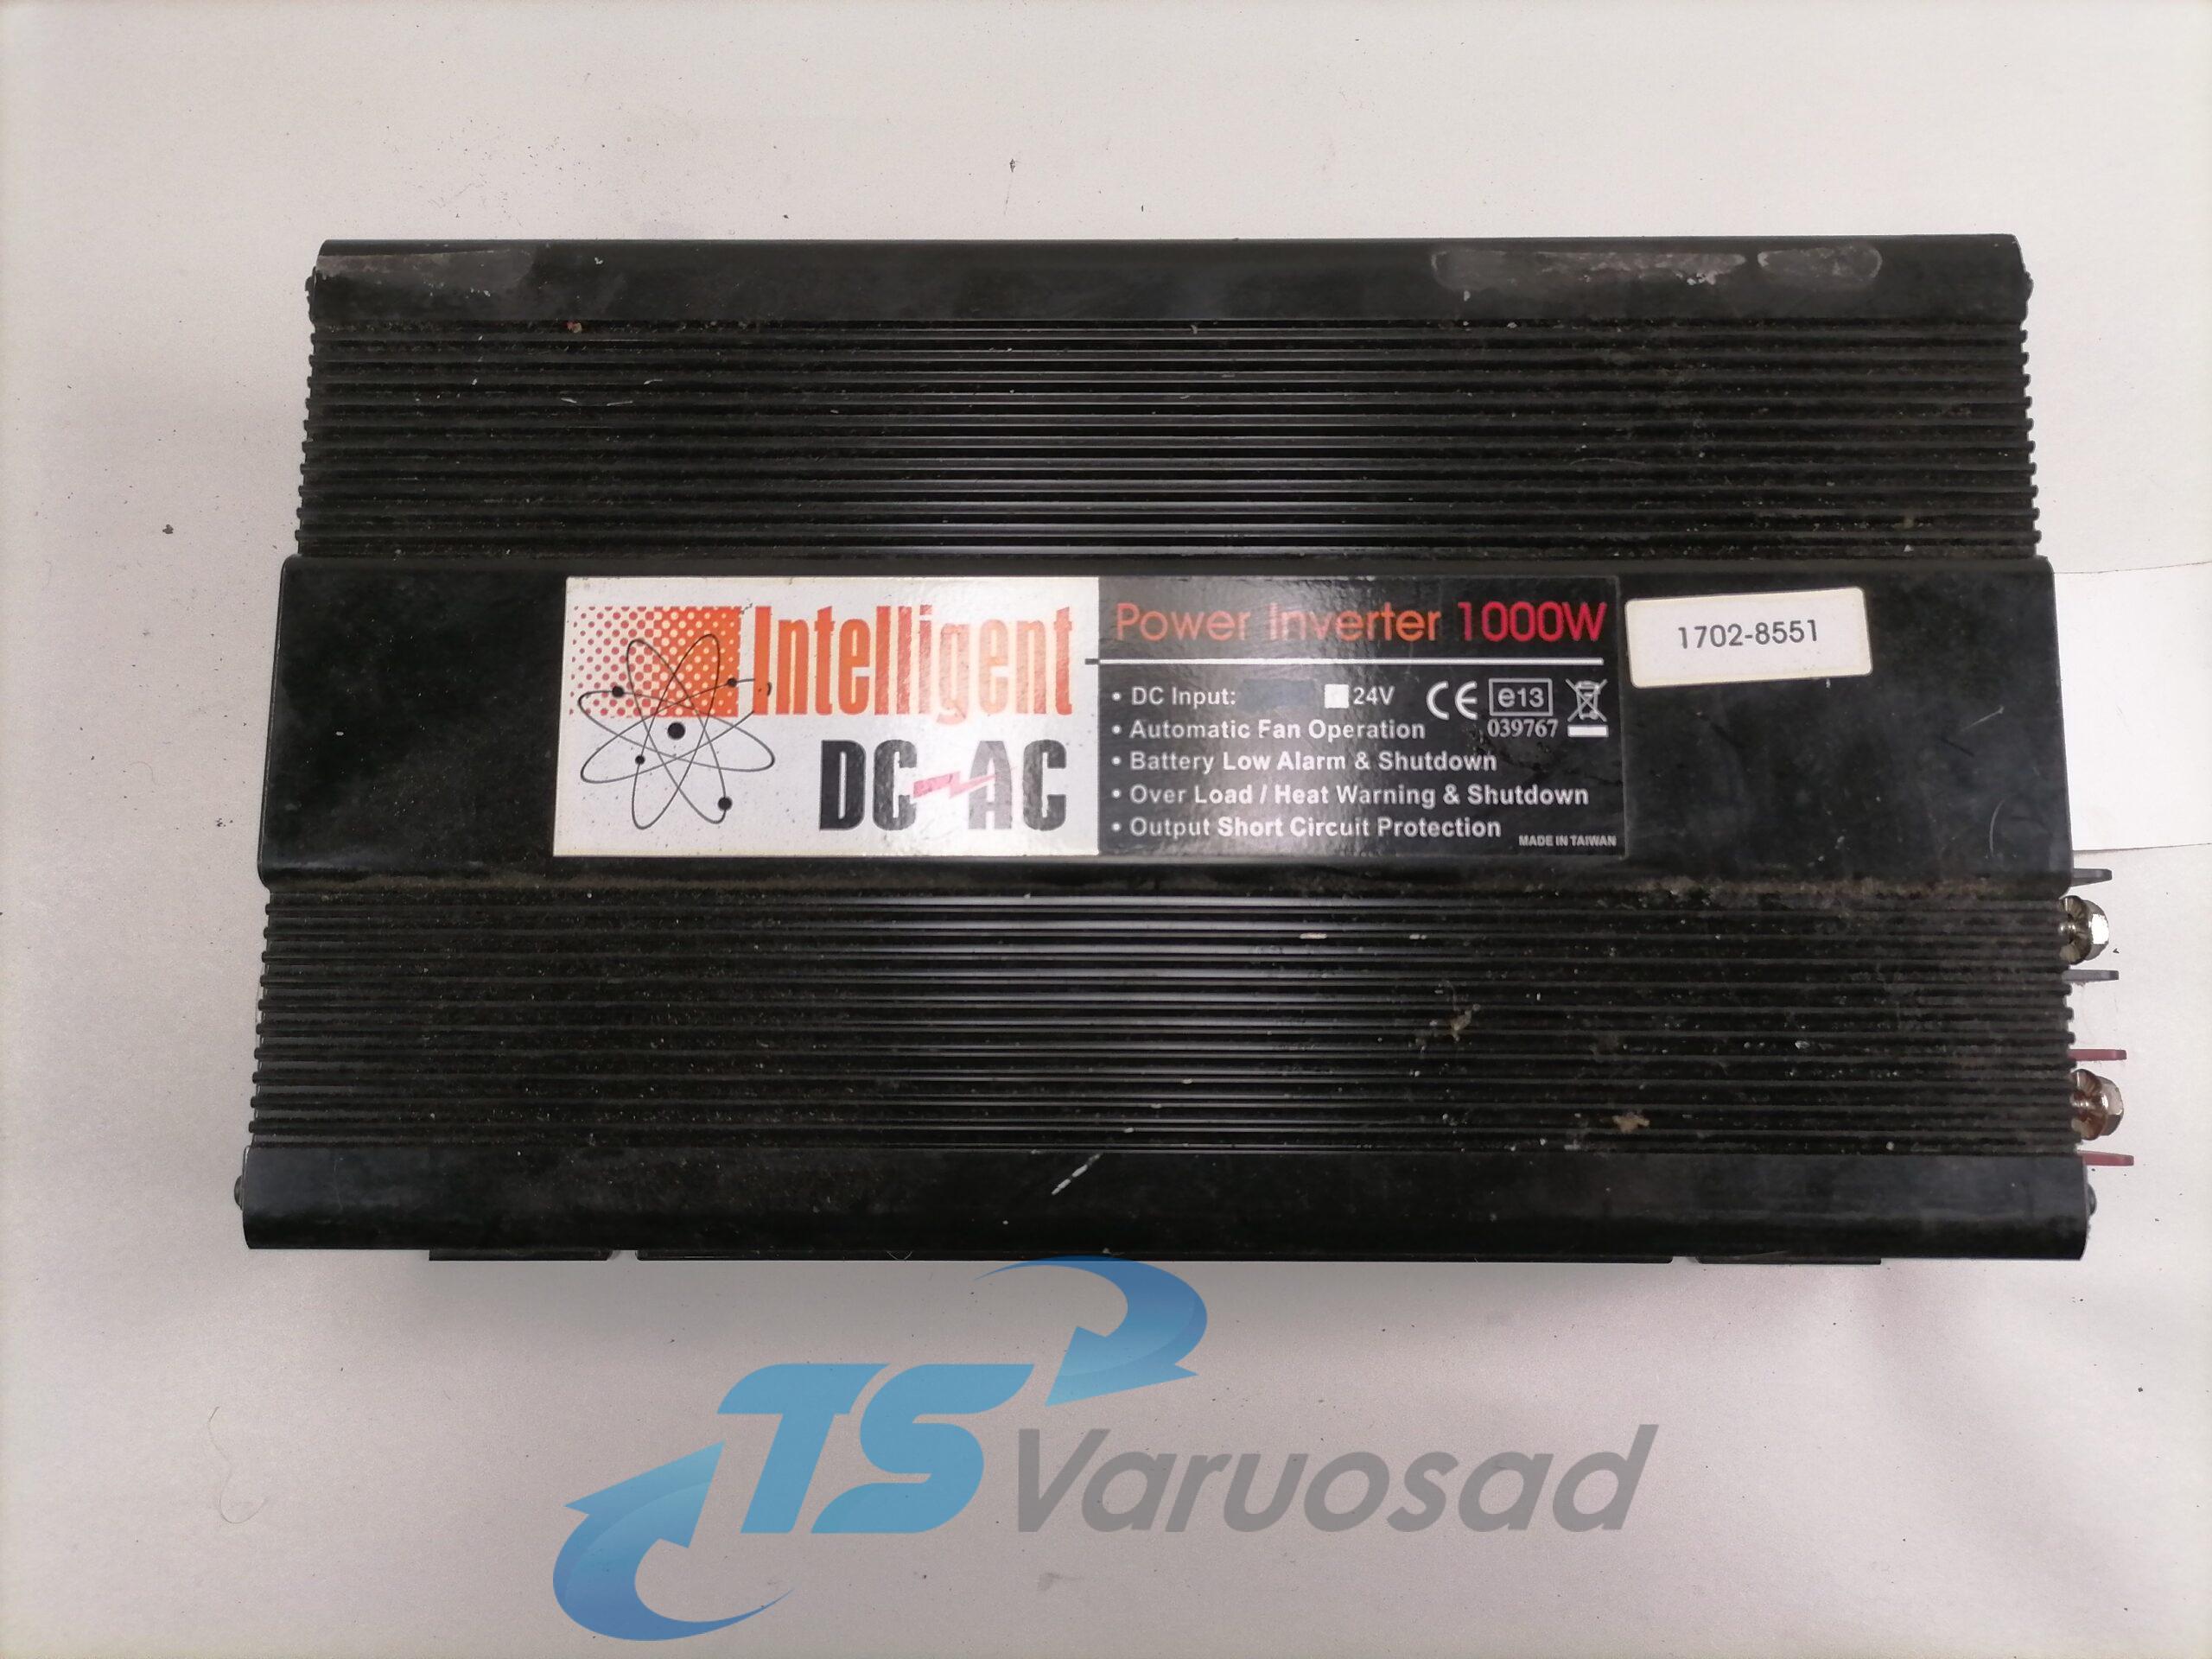 Intelligent
DC AC
Power Inverter 1000W
• DC Input: 24V
• Automatic Fan Operation
• Battery Low Alarm & Shutdown
• Over Load / Heat Warning & Shutdown
• Output Short Circuit Protection
MADE IN TAIWAN
CE e13
039767
1702-8551
TS Varuosad